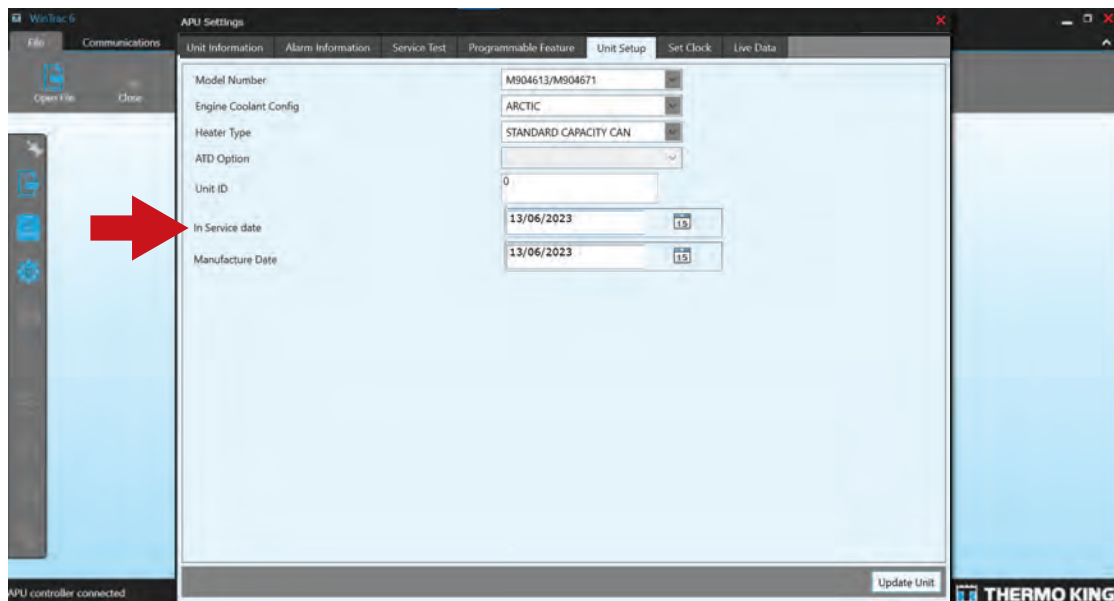 WinTrac 6
APU Settings
File
Communications
Unit Information
Alarm Information
Service Test
Programmable Feature
Unit Setup
Set Clock
Live Data
Open File
Close
Model Number
M904613/M904671
Engine Coolant Config
ARCTIC
Heater Type
STANDARD CAPACITY CAN
ATD Option
Unit ID
0
In Service date
13/06/2023
15
Manufacture Date
13/06/2023
15
Update Unit
APU controller connected
THERMO KING